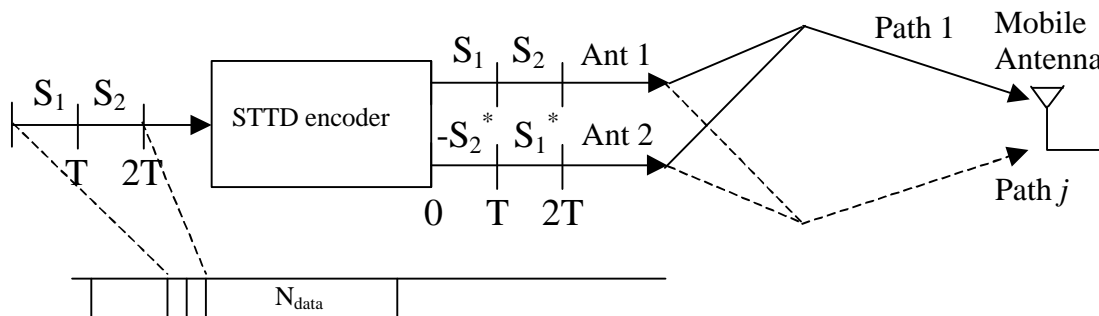 Path 1
Mobile
Antenna
S₁ S₂
T 2T
STTD encoder
S₁ S₂ Ant 1
-S₂* S₁* Ant 2
0 T 2T
Path j
N_data